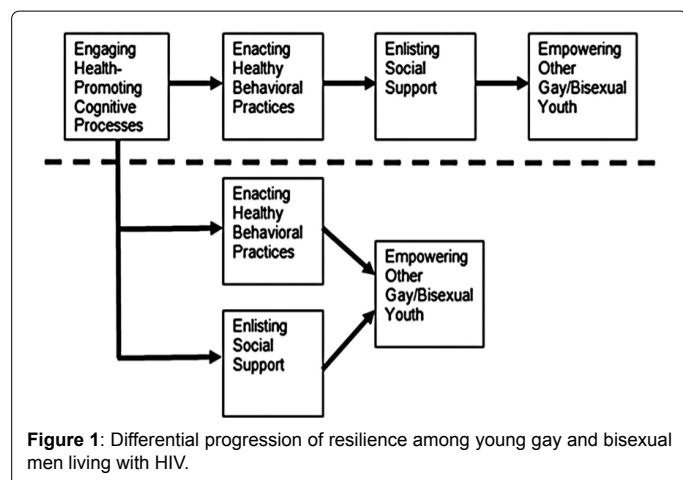 Engaging
Health-
Promoting
Cognitive
Processes
Enacting
Healthy
Behavioral
Practices
Enlisting
Social
Support
Empowering
Other
Gay/Bisexual
Youth
Enacting
Healthy
Behavioral
Practices
Enlisting
Social
Support
Empowering
Other
Gay/Bisexual
Youth
Figure 1: Differential progression of resilience among young gay and bisexual
men living with HIV.